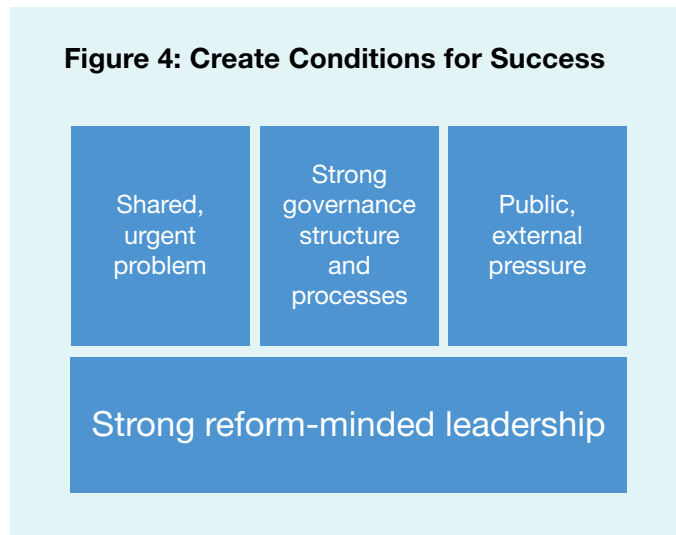 Figure 4: Create Conditions for Success
Shared,
urgent
problem
Strong
governance
structure
and
processes
Public,
external
pressure
Strong reform-minded leadership